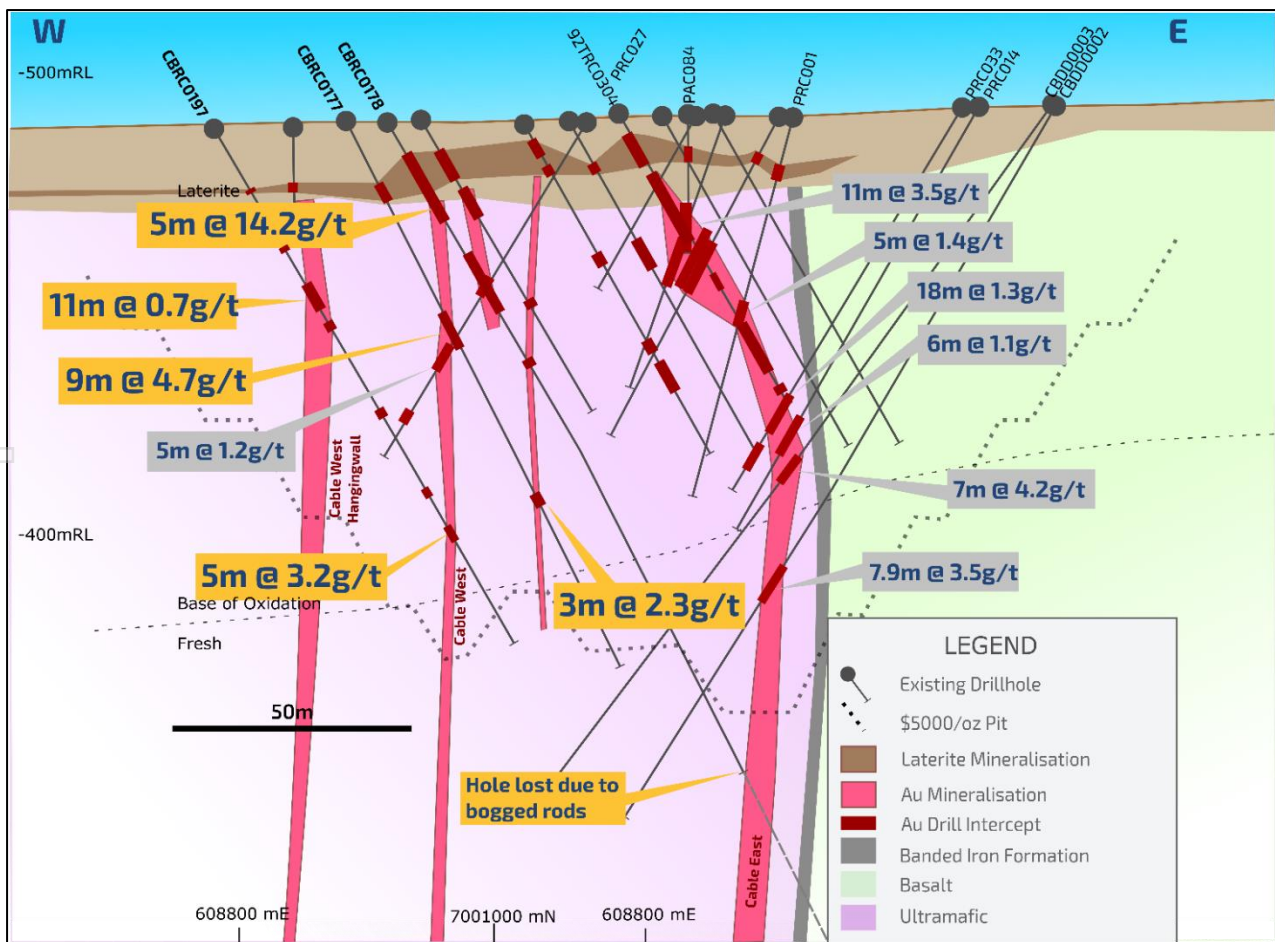 W
E
-500mRL
CBRC0197
CBRC0177
CBRC0178
92TRC0304
PRC027
PAC084
PRC001
PRC033
PRC014
CBDD0003
CBDD0002
Laterite
5m @ 14.2g/t
11m @ 0.7g/t
9m @ 4.7g/t
5m @ 1.2g/t
Cable West
Hangingwall
11m @ 3.5g/t
5m @ 1.4g/t
18m @ 1.3g/t
6m @ 1.1g/t
7m @ 4.2g/t
7.9m @ 3.5g/t
-400mRL
5m @ 3.2g/t
3m @ 2.3g/t
Cable West
Base of Oxidation
Fresh
50m
Hole lost due to
bogged rods
Cable East
608800 mE
7001000 mN
608800 mE
LEGEND
Existing Drillhole
$5000/oz Pit
Laterite Mineralisation
Au Mineralisation
Au Drill Intercept
Banded Iron Formation
Basalt
Ultramafic